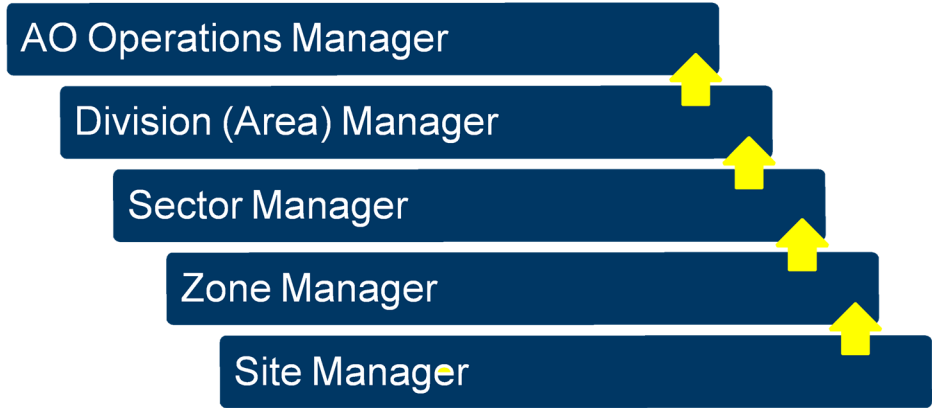 AO Operations Manager
Division (Area) Manager
Sector Manager
Zone Manager
Site Manager